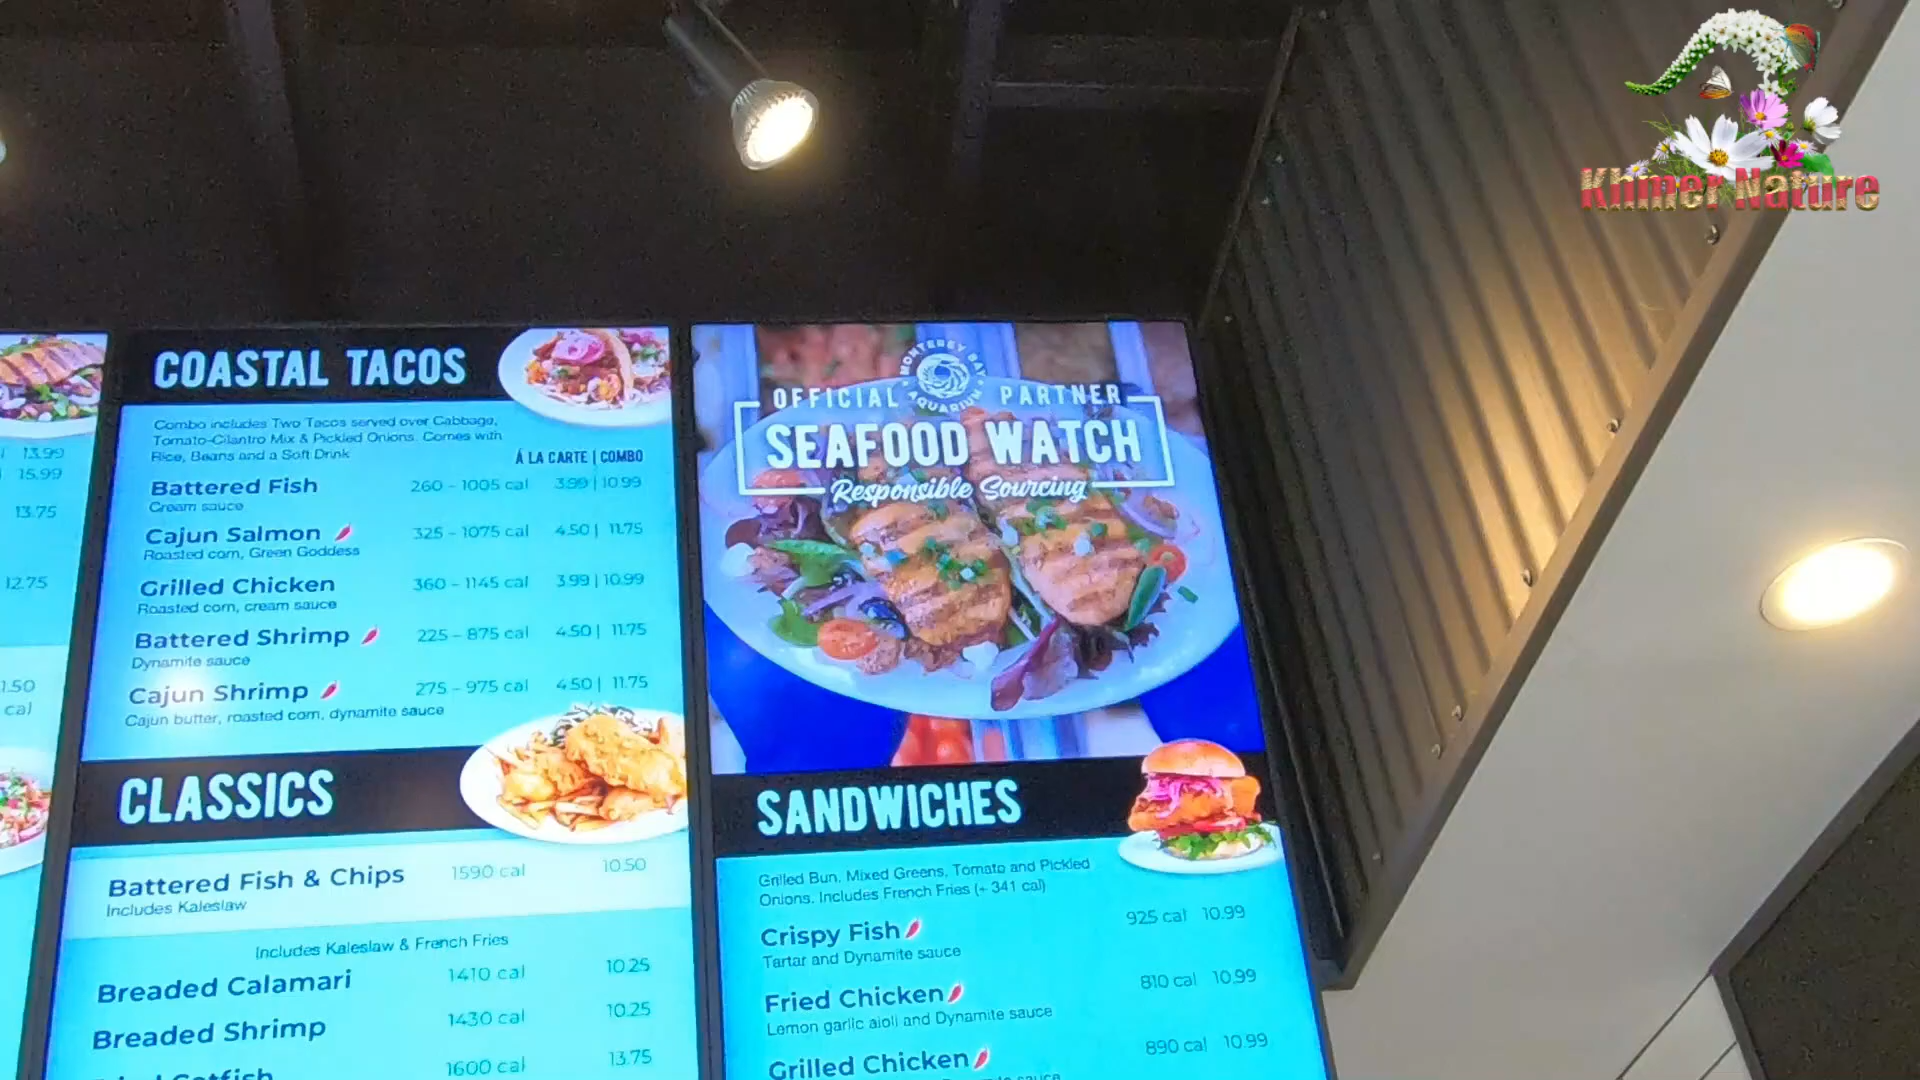 Khmer Nature
13.99
15.99
13.75
12.75
1.50
cal
COASTAL TACOS
Combo includes Two Tacos served over Cabbage,
Tomato-Cilantro Mix & Pickled Onions. Comes with
Rice, Beans and a Soft Drink
Á LA CARTE | COMBO
Battered Fish 260 - 1005 cal 3.99 | 10.99
Cream sauce
Cajun Salmon 325 - 1075 cal 4.50 | 11.75
Roasted corn, Green Goddess
Grilled Chicken 360 - 1145 cal 3.99 | 10.99
Roasted corn, cream sauce
Battered Shrimp 225 - 875 cal 4.50 | 11.75
Dynamite sauce
Cajun Shrimp 275 - 975 cal 4.50 | 11.75
Cajun butter, roasted corn, dynamite sauce
CLASSICS
Battered Fish & Chips 1590 cal 10.50
Includes Kaleslaw
Includes Kaleslaw & French Fries
Breaded Calamari 1410 cal 10.25
Breaded Shrimp 1430 cal 10.25
Catfish 1600 cal 13.75
MONTEREY BAY AQUARIUM
OFFICIAL PARTNER
SEAFOOD WATCH
Responsible Sourcing
SANDWICHES
Grilled Bun, Mixed Greens, Tomato and Pickled
Onions. Includes French Fries (+ 341 cal)
Crispy Fish 925 cal 10.99
Tartar and Dynamite sauce
Fried Chicken 810 cal 10.99
Lemon garlic aioli and Dynamite sauce
Grilled Chicken 890 cal 10.99
sauce